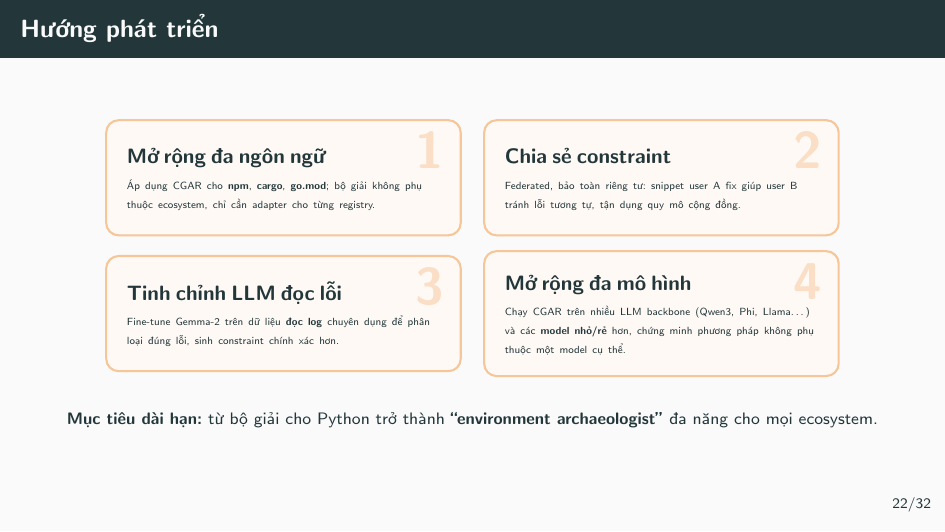 Hướng phát triển
1
Mở rộng đa ngôn ngữ
Áp dụng CGAR cho npm, cargo, go.mod; bộ giải không phụ
thuộc ecosystem, chỉ cần adapter cho từng registry.
2
Chia sẻ constraint
Federated, bảo toàn riêng tư: snippet user A fix giúp user B
tránh lỗi tương tự, tận dụng quy mô cộng đồng.
3
Tinh chỉnh LLM đọc lỗi
Fine-tune Gemma-2 trên dữ liệu đọc log chuyên dụng để phân
loại đúng lỗi, sinh constraint chính xác hơn.
4
Mở rộng đa mô hình
Chạy CGAR trên nhiều LLM backbone (Qwen3, Phi, Llama...)
và các model nhỏ/rẻ hơn, chứng minh phương pháp không phụ
thuộc một model cụ thể.
Mục tiêu dài hạn: từ bộ giải cho Python trở thành “environment archaeologist” đa năng cho mọi ecosystem.
22/32